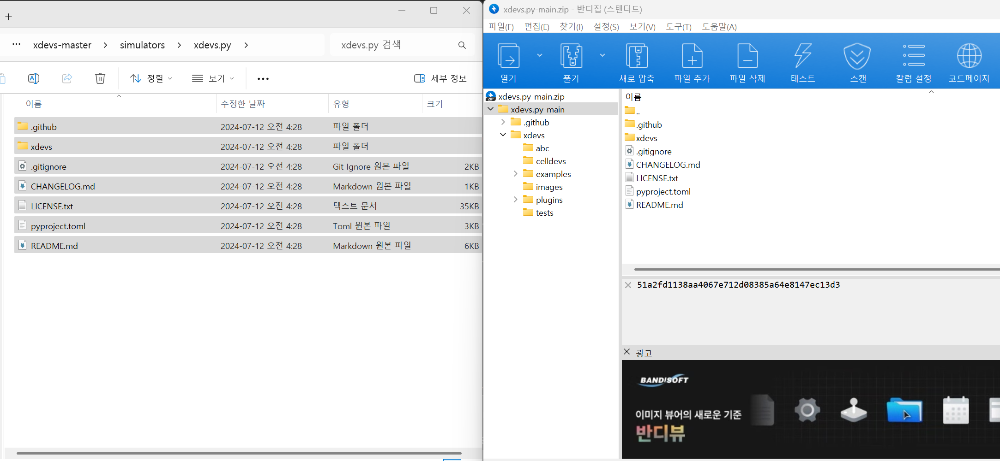 xdevs-master > simulators > xdevs.py >
xdevs.py 검색
정렬
보기
세부 정보
이름 수정한 날짜 유형 크기
.github 2024-07-12 오전 4:28 파일 폴더
xdevs 2024-07-12 오전 4:28 파일 폴더
.gitignore 2024-07-12 오전 4:28 Git Ignore 원본 파일 2KB
CHANGELOG.md 2024-07-12 오전 4:28 Markdown 원본 파일 1KB
LICENSE.txt 2024-07-12 오전 4:28 텍스트 문서 35KB
pyproject.toml 2024-07-12 오전 4:28 Toml 원본 파일 3KB
README.md 2024-07-12 오전 4:28 Markdown 원본 파일 6KB
xdevs.py-main.zip - 반디집 (스탠더드)
파일(F) 편집(E) 찾기(I) 설정(S) 보기(V) 도구(T) 도움말(A)
열기 풀기 새로 압축 파일 추가 파일 삭제 테스트 스캔 칼럼 설정 코드페이지
ZIP
xdevs.py-main.zip
xdevs.py-main
.github
xdevs
abc
celldevs
examples
images
plugins
tests
이름
..
.github
xdevs
.gitignore
CHANGELOG.md
LICENSE.txt
pyproject.toml
README.md
51a2fd1138aa4067e712d08385a64e8147ec13d3
광고
BANDISOFT
이미지 뷰어의 새로운 기준
반디뷰